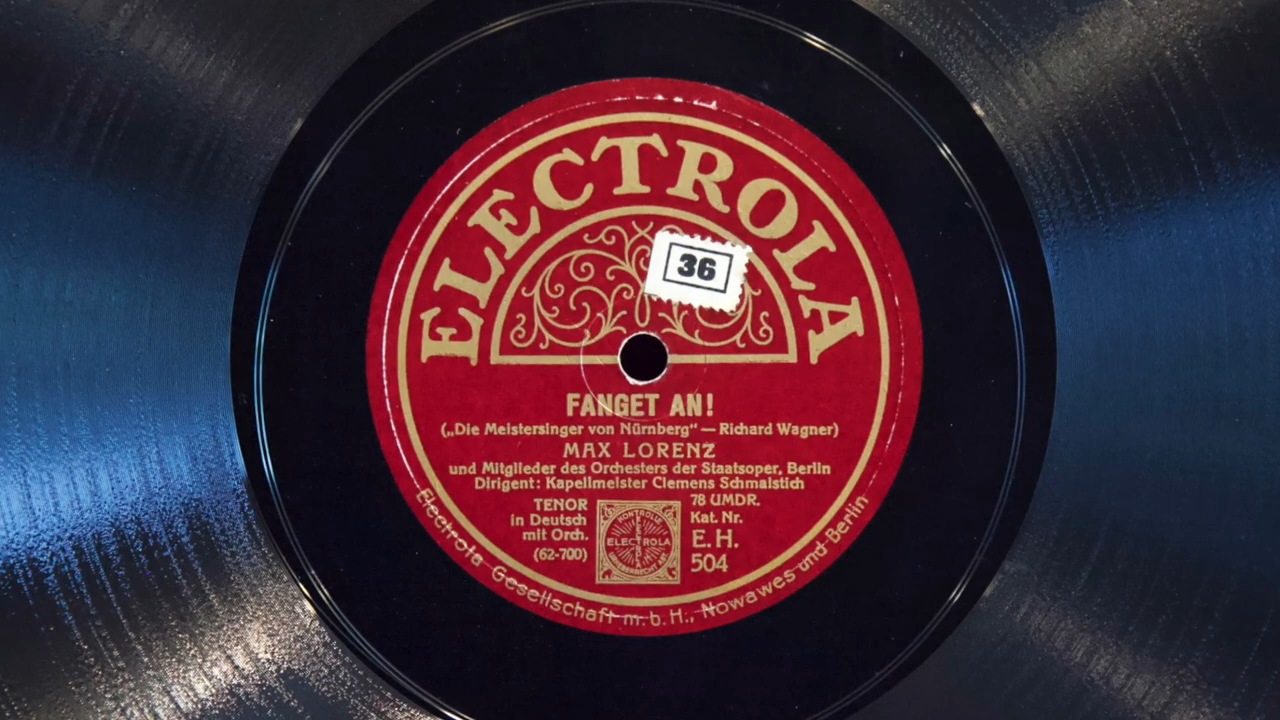 ELECTROLA
36
FANGET AN!
(„Die Meistersinger von Nürnberg“ — Richard Wagner)
MAX LORENZ
und Mitglieder des Orchesters der Staatsoper, Berlin
Dirigent: Kapellmeister Clemens Schmalstich
TENOR
in Deutsch
mit Orch.
(62-700)
KONTROLLE
ELECTROLA
URHEBERRECHT
78 UMDR.
Kat. Nr.
E.H.
504
Electrola Gesellschaft m.b.H., Nowawes und Berlin